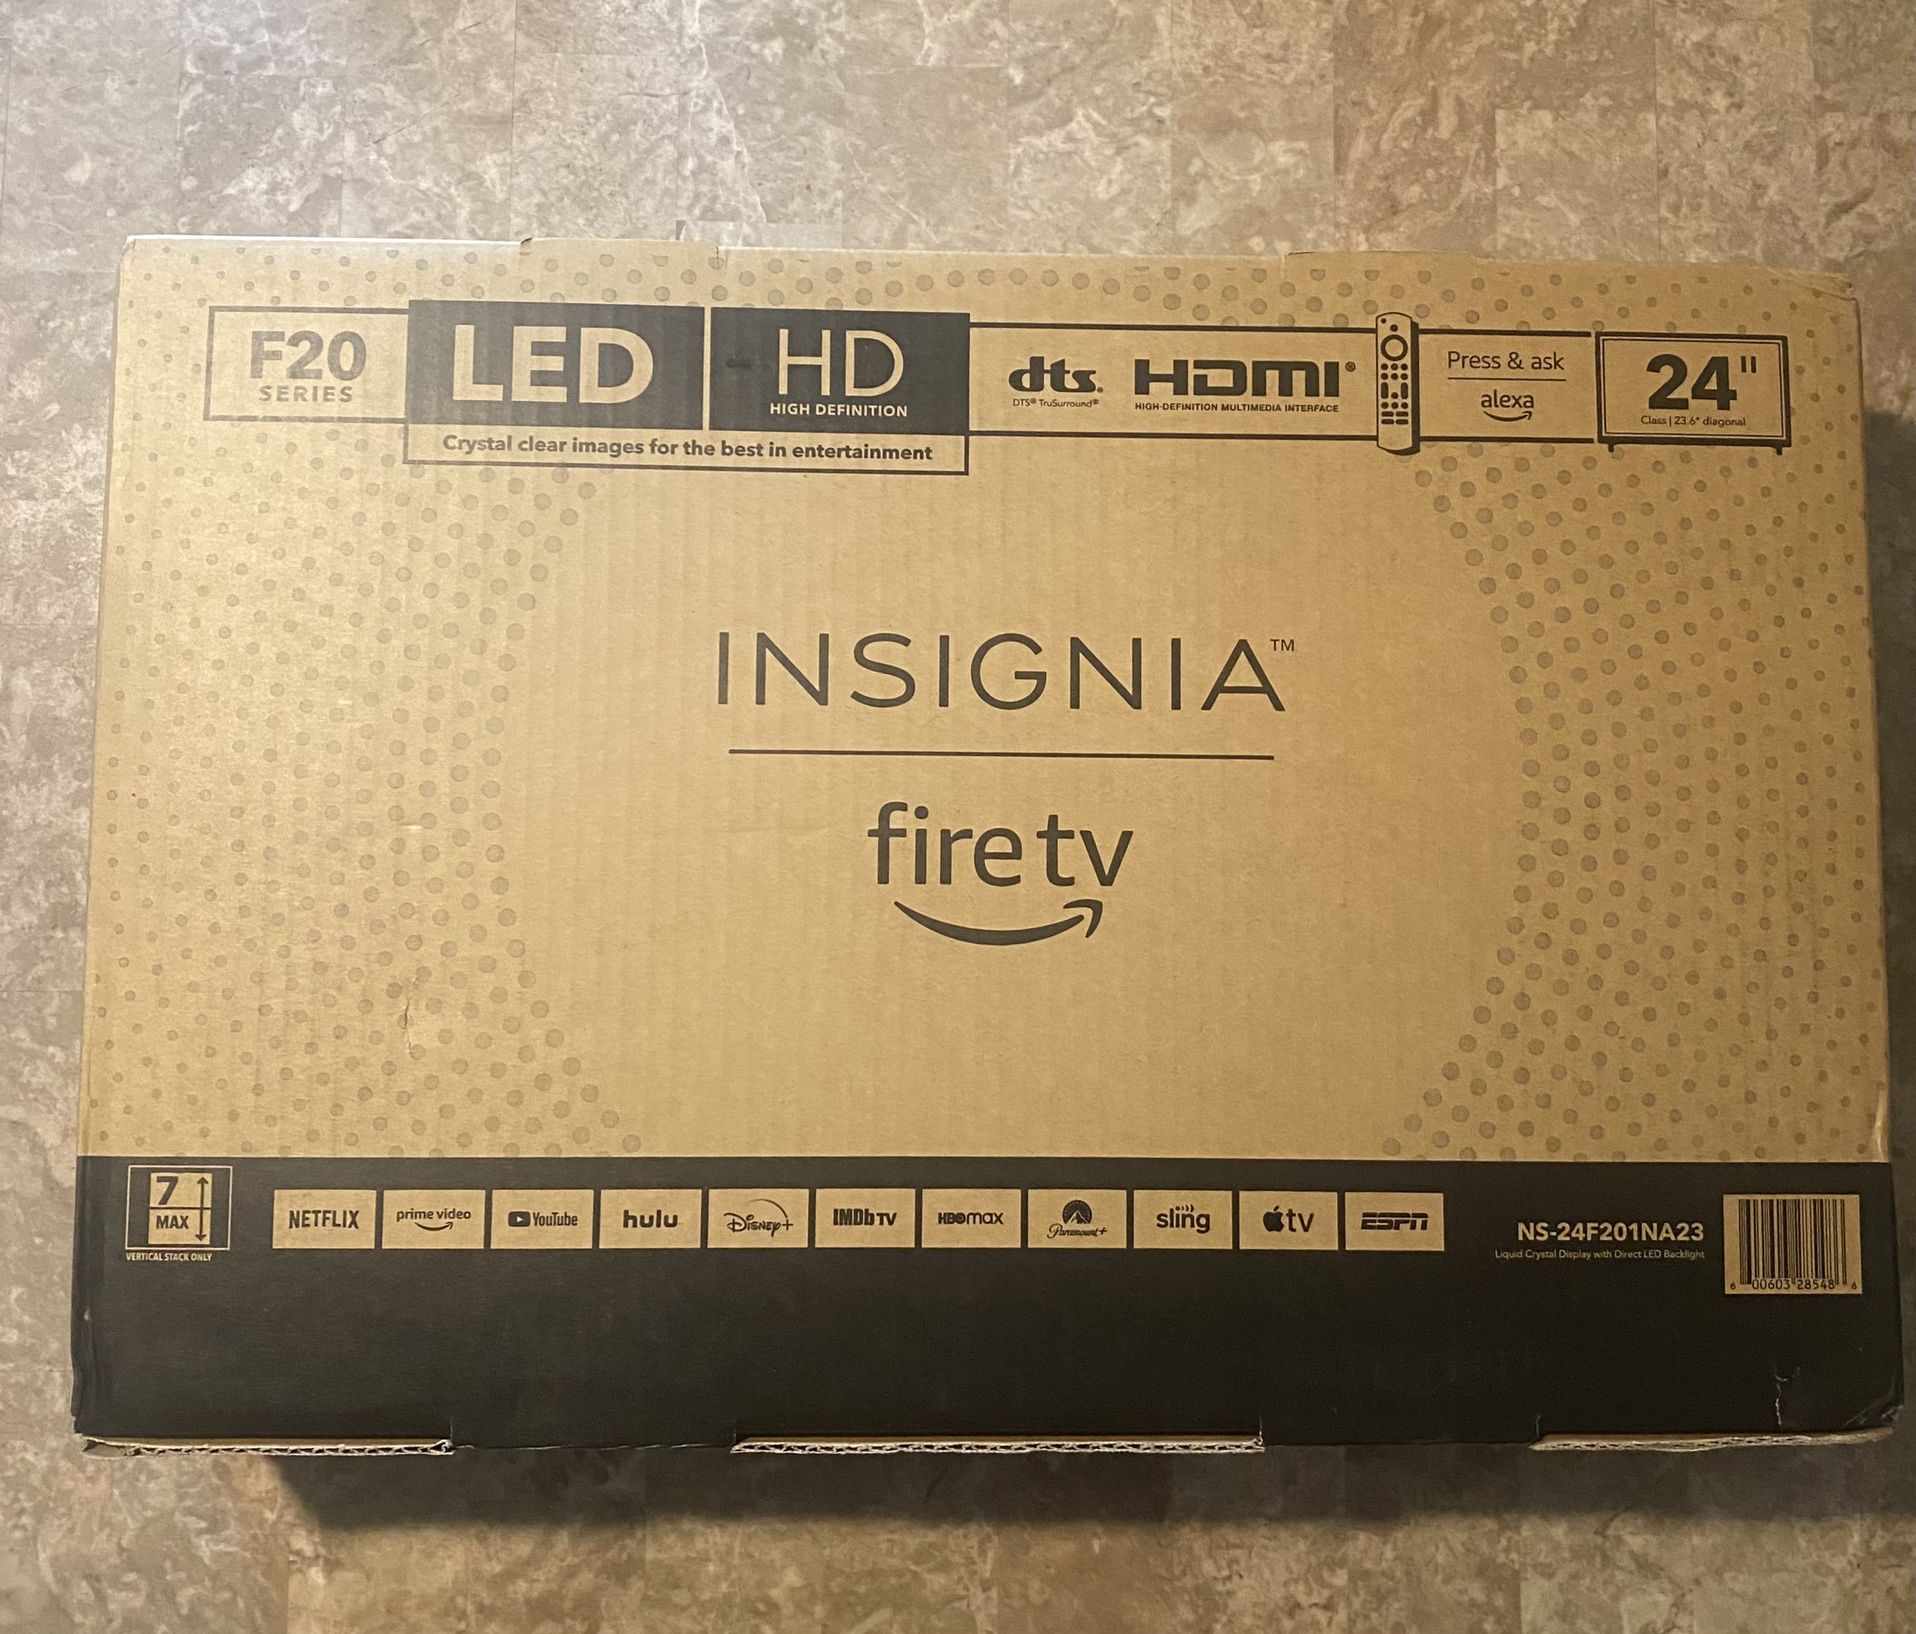 F20
SERIES
LED
HD
HIGH DEFINITION
Crystal clear images for the best in entertainment
dts®
DTS® TruSurround®
HDMI®
HIGH-DEFINITION MULTIMEDIA INTERFACE
Press & ask
alexa
24"
Class | 23.6" diagonal
INSIGNIA™
fire tv
7
MAX
VERTICAL STACK ONLY
NETFLIX
prime video
YouTube
hulu
Disney+
IMDb TV
HBOMAX
Paramount+
sling
tv
ESPN
NS-24F201NA23
Liquid Crystal Display with Direct LED Backlight
6 00603 28548 6